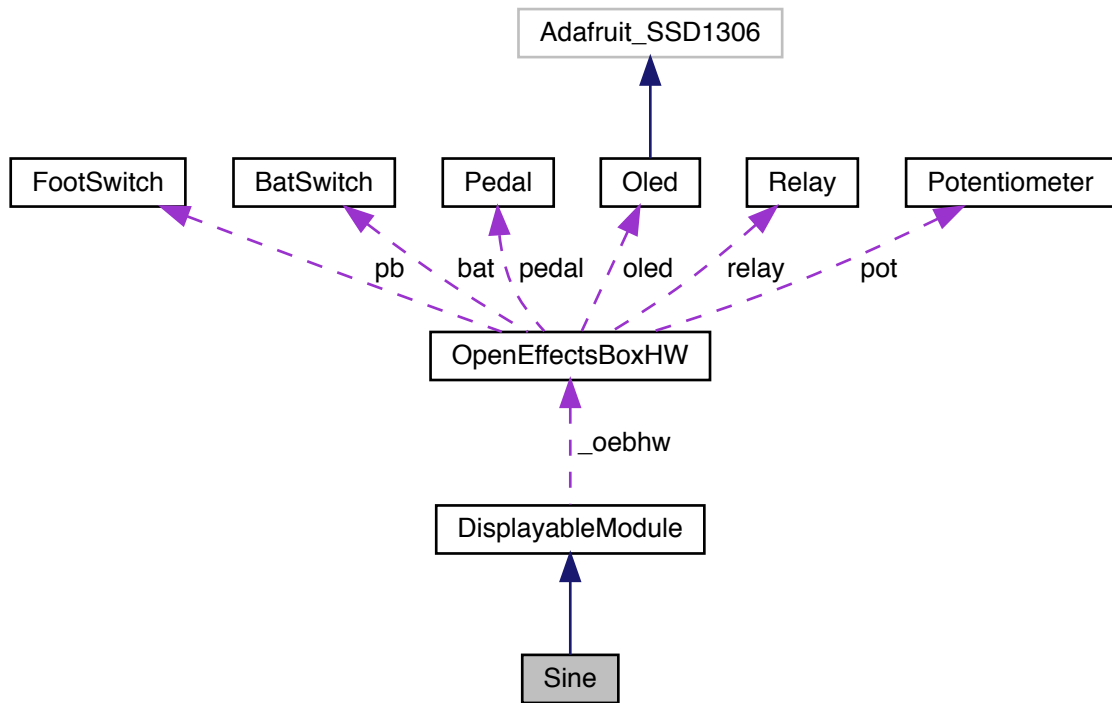 Adafruit_SSD1306
FootSwitch
BatSwitch
Pedal
Oled
Relay
Potentiometer
pb
bat
pedal
oled
relay
pot
OpenEffectsBoxHW
_oebhw
DisplayableModule
Sine